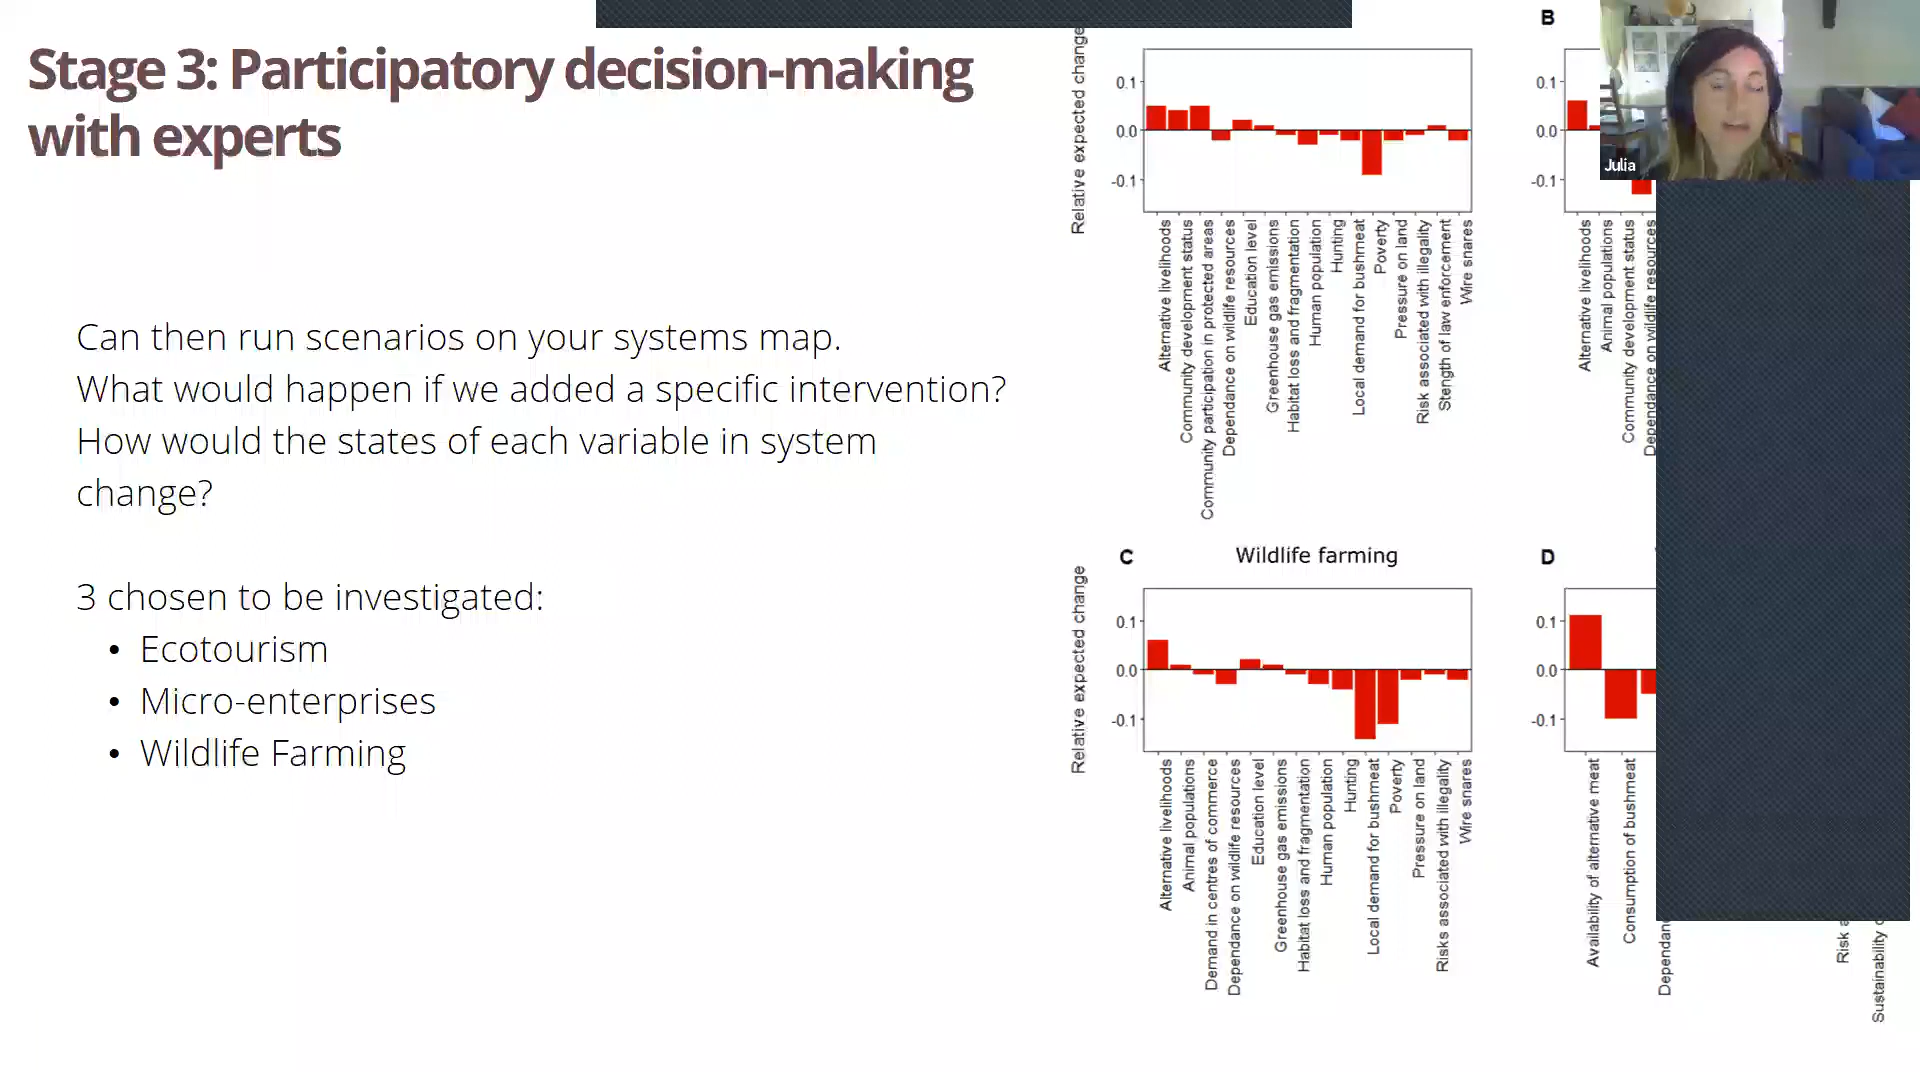 Stage 3: Participatory decision-making
with experts
Can then run scenarios on your systems map.
What would happen if we added a specific intervention?
How would the states of each variable in system
change?
3 chosen to be investigated:
• Ecotourism
• Micro-enterprises
• Wildlife Farming
Relative expected change
0.1
0.0
-0.1
Alternative livelihoods
Community development status
Community participation in protected areas
Dependance on wildlife resources
Education level
Greenhouse gas emissions
Habitat loss and fragmentation
Human population
Hunting
Local demand for bushmeat
Poverty
Pressure on land
Risk associated with illegality
Stength of law enforcement
Wire snares
B
0.1
0.0
-0.1
Alternative livelihoods
Animal populations
Community development status
Dependance on wildlife resources
Julia
C
Wildlife farming
Relative expected change
0.1
0.0
-0.1
Alternative livelihoods
Animal populations
Demand in centres of commerce
Dependance on wildlife resources
Education level
Greenhouse gas emissions
Habitat loss and fragmentation
Human population
Hunting
Local demand for bushmeat
Poverty
Pressure on land
Risks associated with illegality
Wire snares
D
0.1
0.0
-0.1
Availability of alternative meat
Consumption of bushmeat
Risk
Sustainability